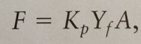 F = K_p Y_f A,